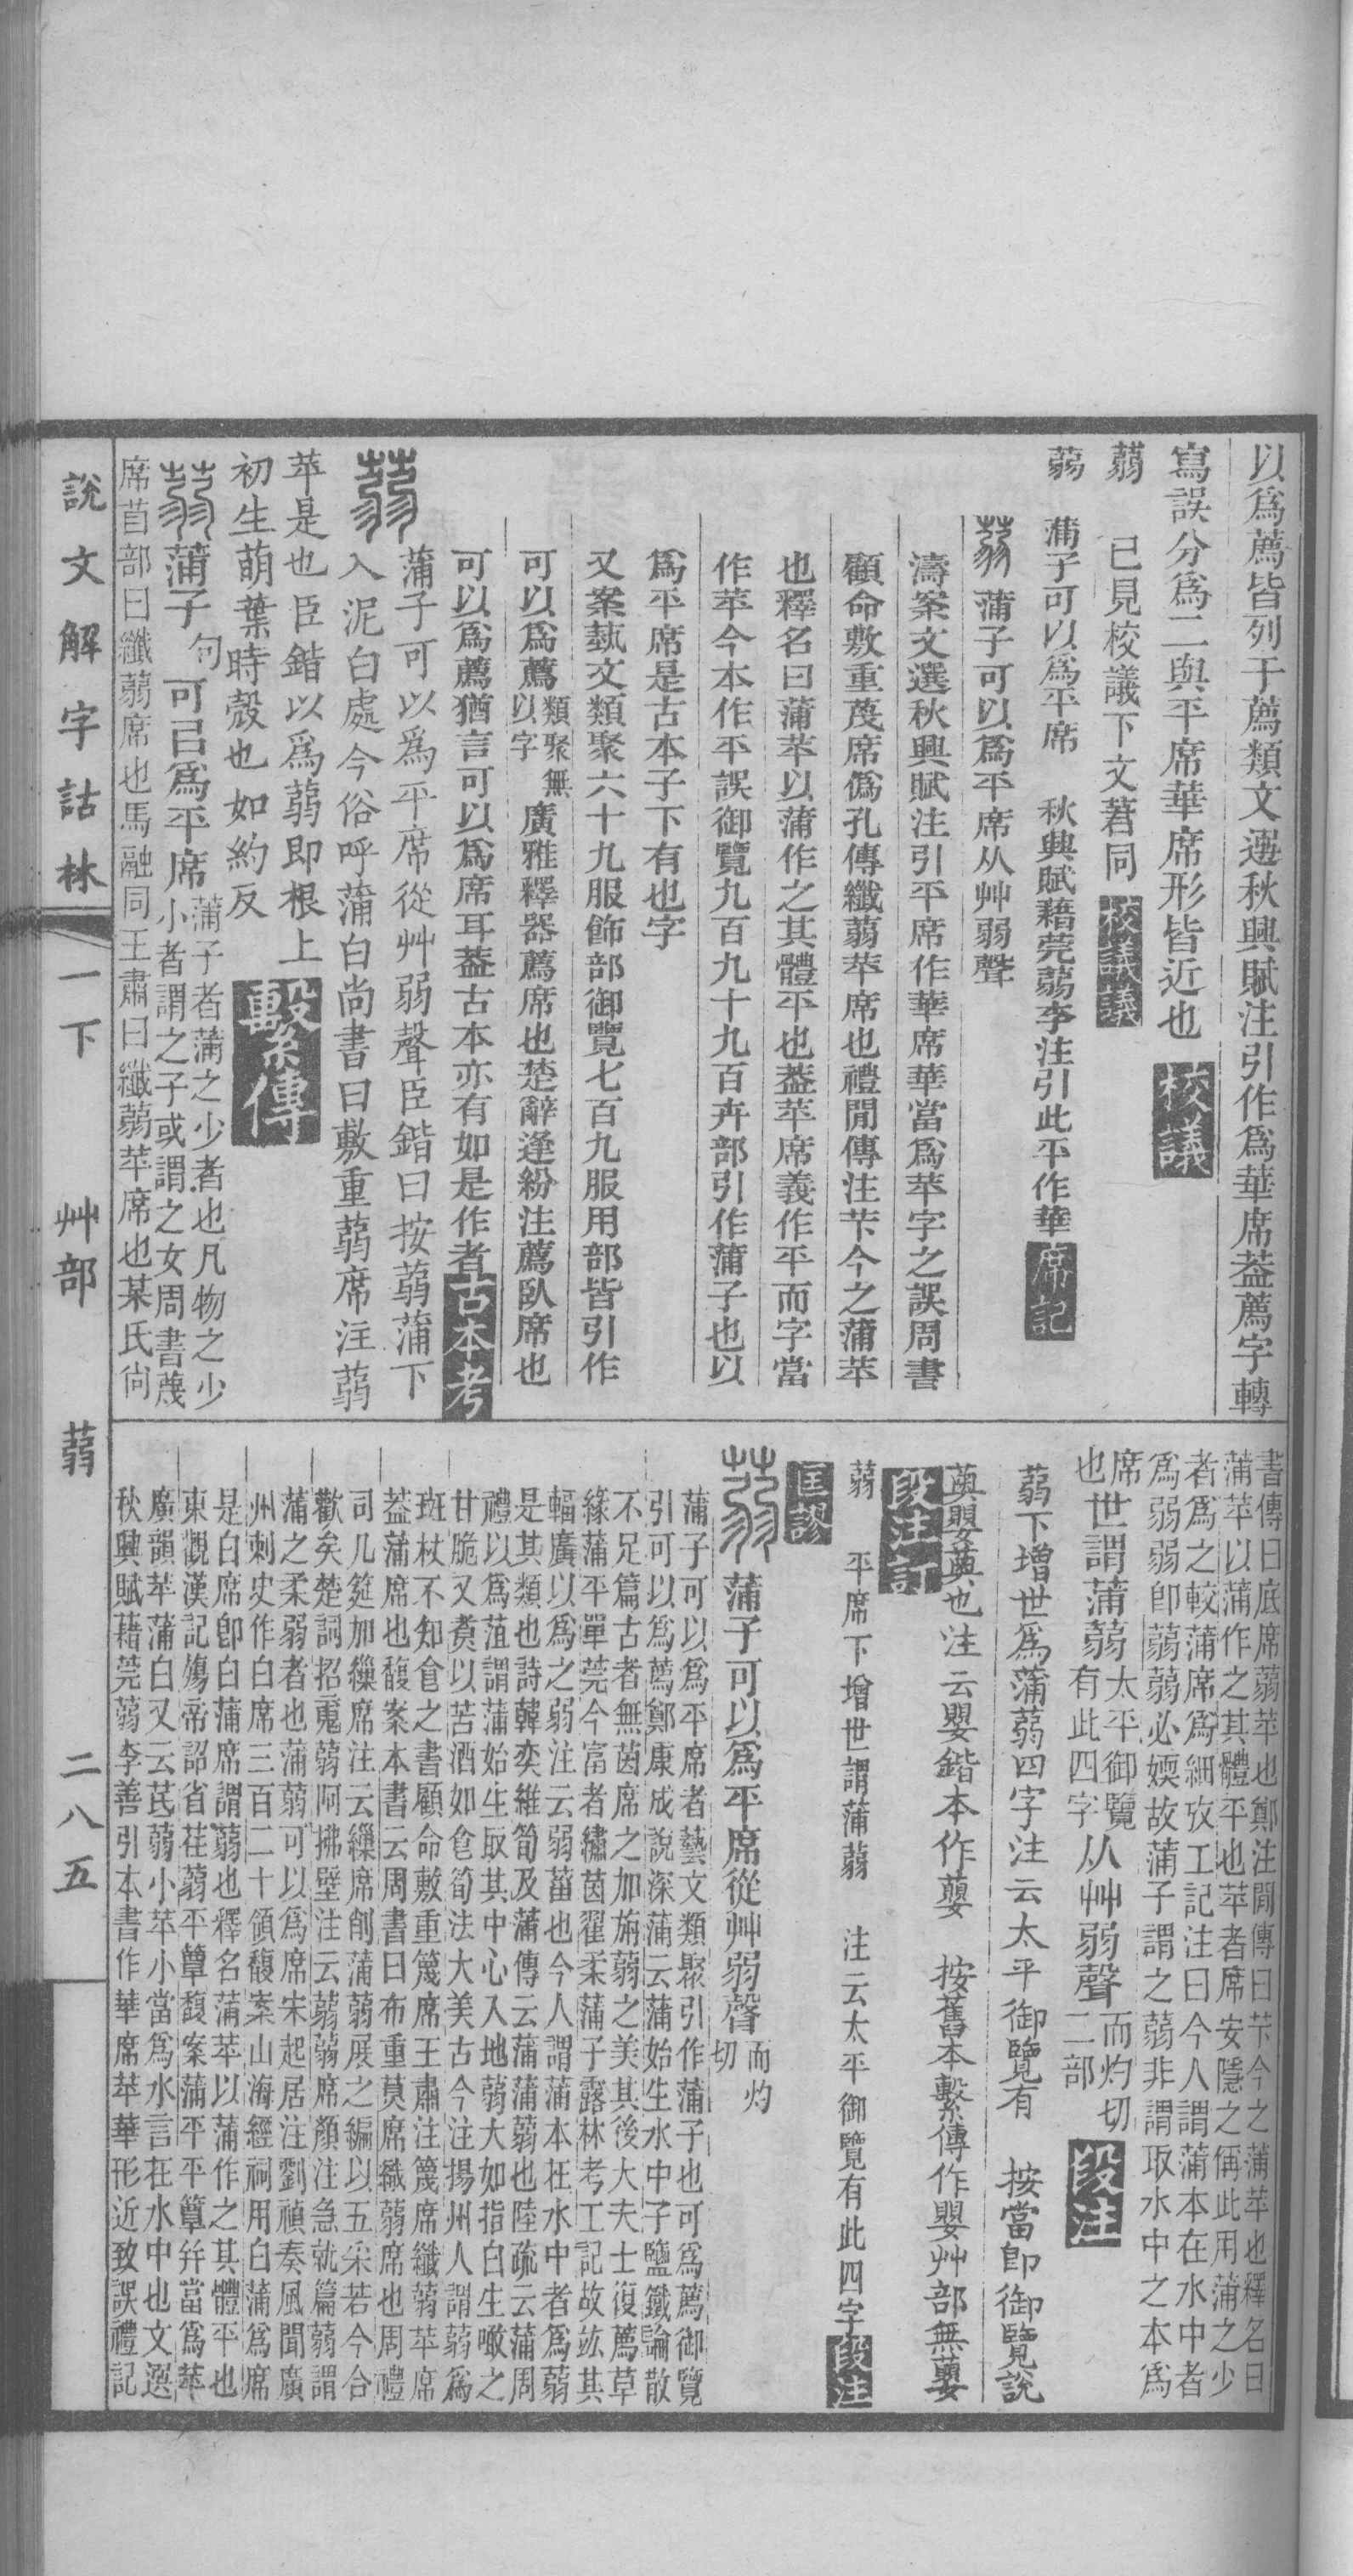 以爲薦皆列于薦類文選秋興賦注引作爲華席葢薦字轉
寫誤分爲二與平席華席形皆近也 校議
蒻 已見校議下文蒻同 校議議
蒻 蒲子可以爲平席 秋興賦藉莞蒻李注引此平作華 席記
蒻 蒲子可以爲平席从艸弱聲
濤案文選秋興賦注引平席作華席華當爲苹字之誤周書
顧命敷重蔑席僞孔傳纖蒻苹席也禮閒傳注芐今之蒲苹
也釋名曰蒲苹以蒲作之其體平也葢苹席義作平而字當
作苹今本作平誤御覽九百九十九百卉部引作蒲子也以
爲平席是古本子下有也字
又案蓺文類聚六十九服飾部御覽七百九服用部皆引作
可以爲薦類聚無以字廣雅釋器薦席也楚辭逢紛注薦臥席也
可以爲薦猶言可以爲席耳葢古本亦有如是作者 古本考
蒻 蒲子可以爲平席從艸弱聲臣鍇曰按蒻蒲下
入泥白處今俗呼蒲白尚書曰敷重蒻席注蒻
苹是也臣鍇以爲蒻即根上
初生萌葉時殼也如約反 繫傳
蒻 蒲子句可㠯爲平席蒲子者蒲之少者也凡物之少小者謂之子或謂之女周書蔑
席苜部曰纖蒻席也馬融同王肅曰纖蒻苹席也某氏尚
書傳曰底席蒻苹也鄭注閒傳曰芐今之蒲苹也釋名曰
蒲苹以蒲作之其體平也苹者席安隱之偁此用蒲之少
者爲之較蒲席爲細攷工記注曰今人謂蒲本在水中者
爲弱弱卽蒻蒻必媆故蒲子謂之蒻非謂取水中之本爲
席也世謂蒲蒻太平御覽有此四字从艸弱聲而灼切二部 段注
蒻下增世爲蒲蒻四字注云太平御覽有 按當卽御覽說
薁嬰薁也注云嬰鍇本作蘡 按舊本繫傳作嬰艸部無蘡
段注訂
蒻 平席下增世謂蒲蒻 注云太平御覽有此四字 段注
匡謬
蒻 蒲子可以爲平席從艸弱聲而灼切
蒲子可以爲平席者藝文類聚引作蒲子也可爲薦御覽
引可以爲薦鄭康成說深蒲云蒲始生水中子鹽鐵論散
不足篇古者無茵席之加旃蒻之美其後大夫士復薦草
緣蒲平單莞今富者繡茵翟柔蒲子露林考工記故竑其
輻廣以爲之弱注云弱菑也今人謂蒲本在水中者爲蒻
是其類也詩韓奕維筍及蒲傳云蒲蒲蒻也陸疏云蒲周
禮以爲菹謂蒲始生取其中心入地蒻大如指白生噉之
甘脆又煑以苦酒如食筍法大美古今注揚州人謂蒻爲
斑杖不知食之書顧命敷重篾席王肅注篾席纖蒻苹席
葢蒲席也馥案本書云周書曰布重莫席織蒻席也周禮
司几筵加繅席注云繅席削蒲蒻展之編以五采若今合
歡矣楚詞招䰟蒻阿拂壁注云蒻蒻席顏注急就篇蒻謂
蒲之柔弱者也蒲蒻可以爲席宋起居注劉禎奏風聞廣
州刺史作白席三百二十領馥案山海經祠用白蒲爲席
是白席卽白蒲席謂蒻也釋名蒲苹以蒲作之其體平也
東觀漢記殤帝詔省荏蒻平簟馥案蒲平平簟幷當爲苹
廣韻苹蒲白又云芪蒻小苹小當爲水言在水中也文選
秋興賦藉莞蒻李善引本書作華席苹華形近致誤禮記
說文解字詁林 一下 艸部 蒻 二八五